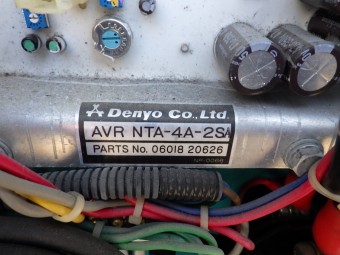 Denyo Co., Ltd.
AVR NTA-4A-2SA
PARTS No. 06018 20626